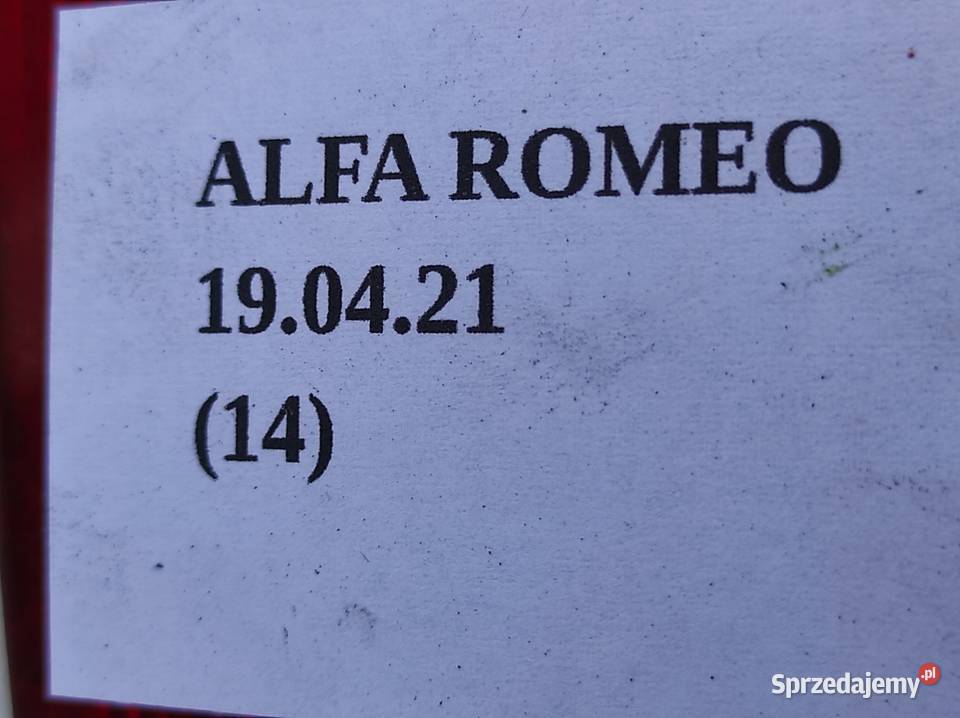 ALFA ROMEO
19.04.21
(14)
Sprzedajemy.pl